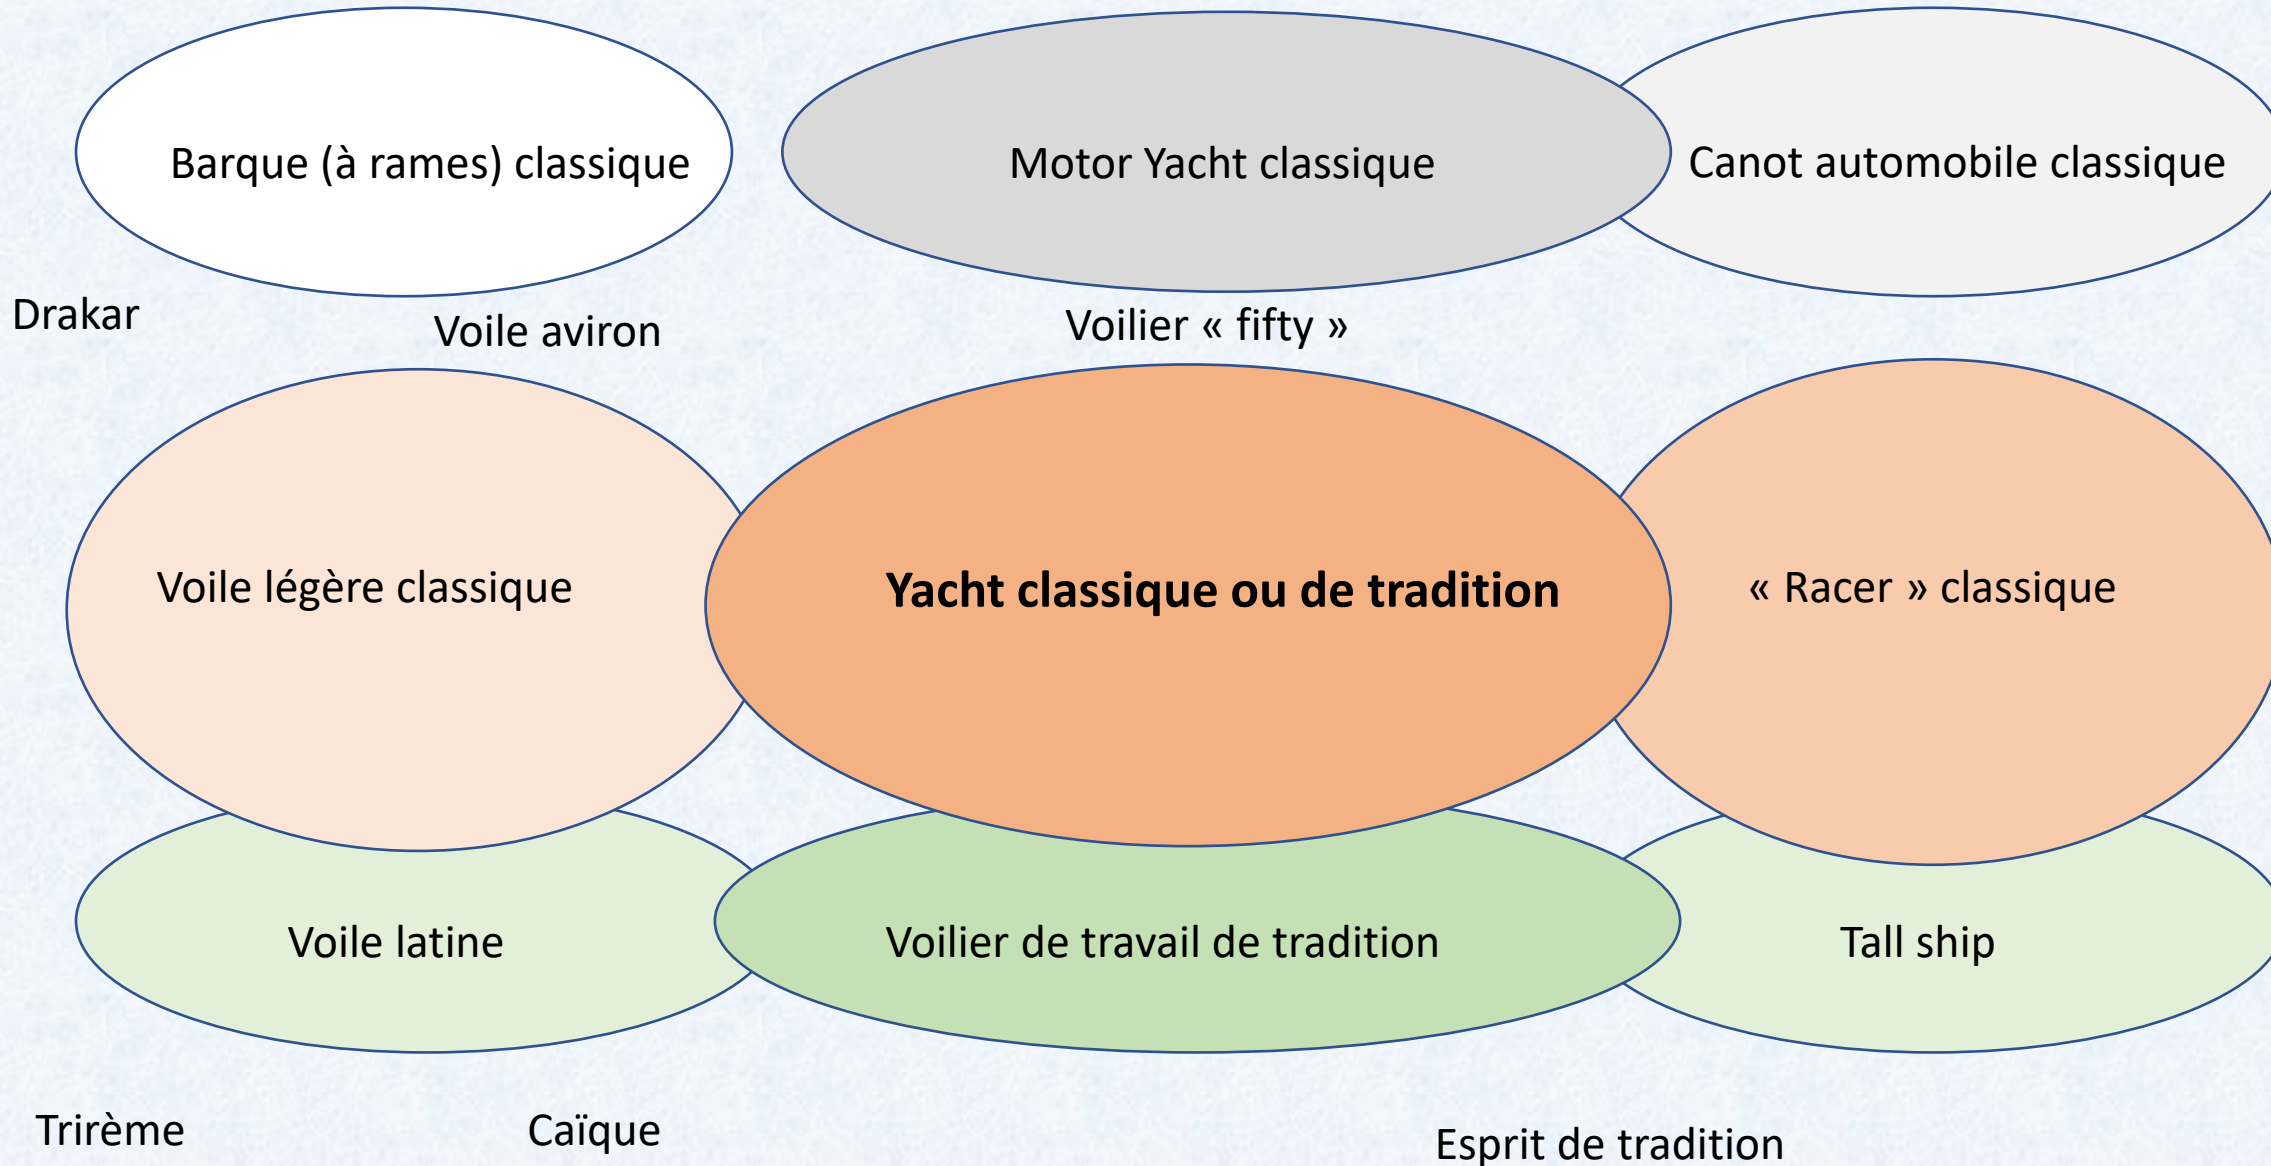 Barque (à rames) classique
Motor Yacht classique
Canot automobile classique
Drakar
Voile aviron
Voilier « fifty »
Voile légère classique
Yacht classique ou de tradition
« Racer » classique
Voile latine
Voilier de travail de tradition
Tall ship
Trirème
Caïque
Esprit de tradition